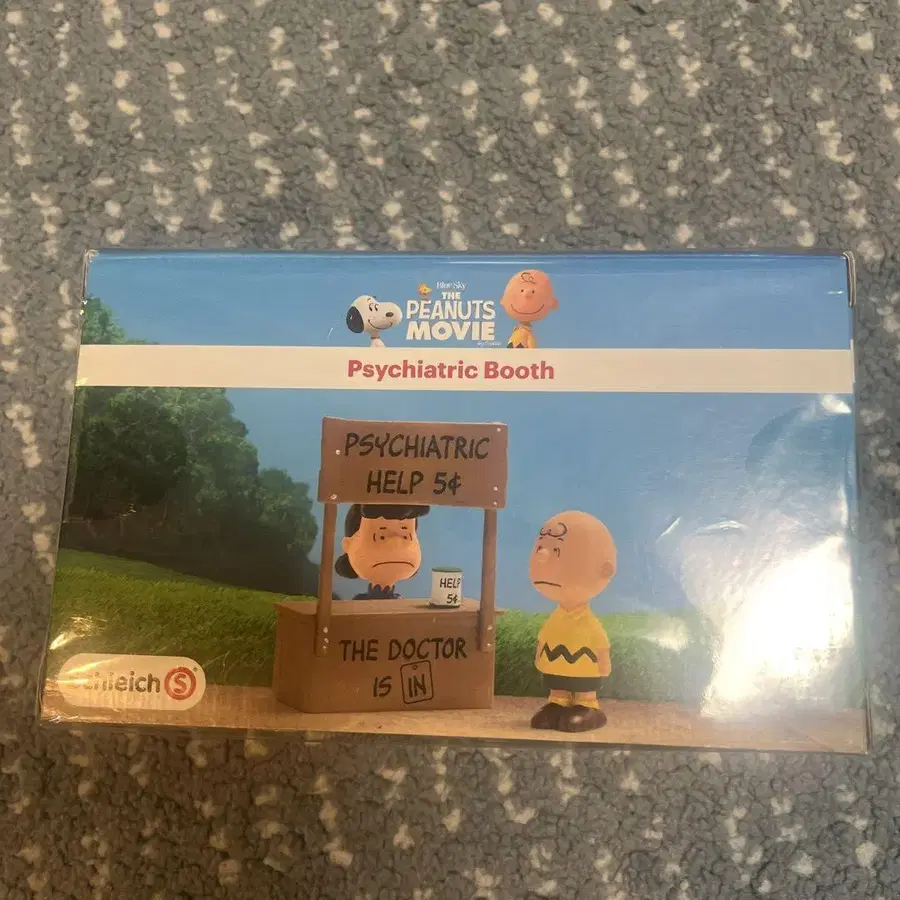 Blue Sky
THE
PEANUTS
MOVIE
Psychiatric Booth
PSYCHIATRIC
HELP 5¢
HELP
5¢
THE DOCTOR
IS IN
schleich S